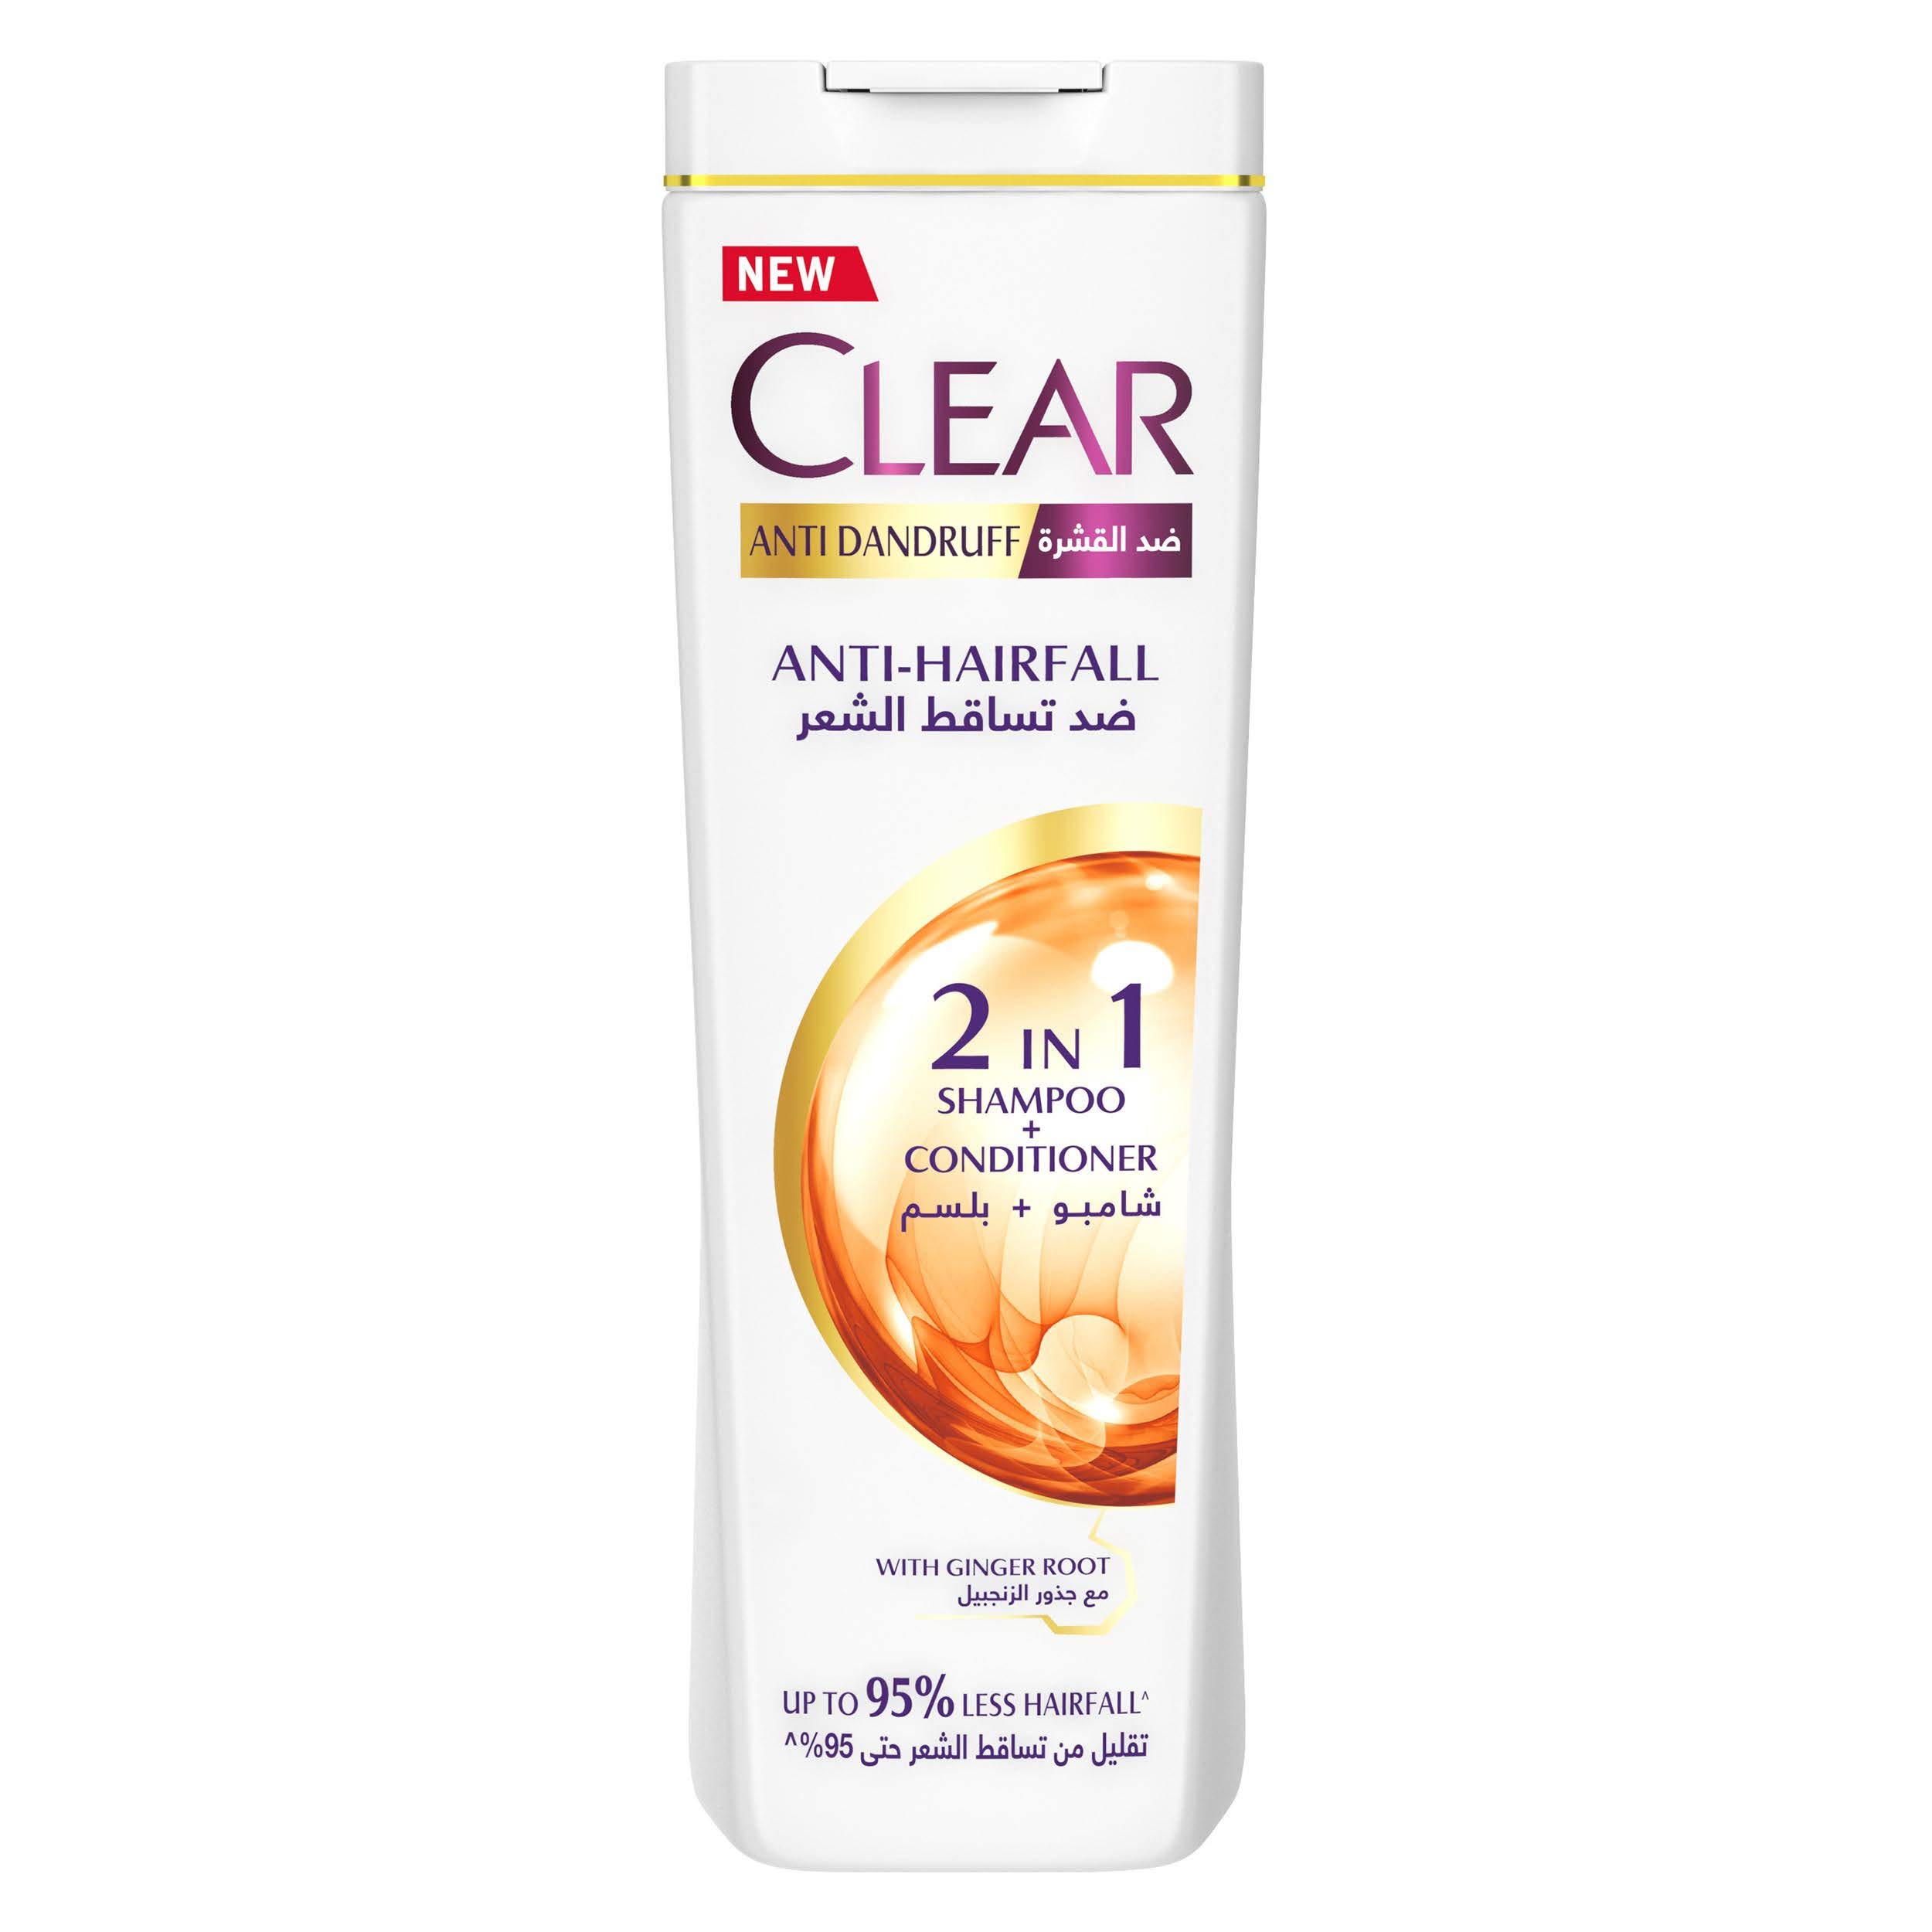 NEW
CLEAR
ANTI DANDRUFF ضد القشرة
ANTI-HAIRFALL
ضد تساقط الشعر
2 IN 1
SHAMPOO
+
CONDITIONER
شامبو + بلسم
WITH GINGER ROOT
مع جذور الزنجبيل
UP TO 95% LESS HAIRFALL^
تقليل من تساقط الشعر حتى 95%^